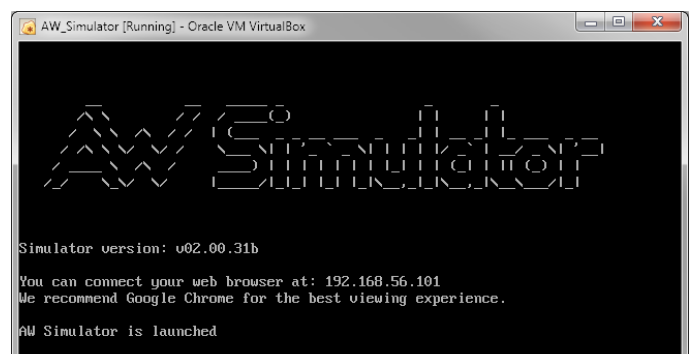 AW_Simulator [Running] - Oracle VM VirtualBox
AW Simulator
Simulator version: v02.00.31b
You can connect your web browser at: 192.168.56.101
We recommend Google Chrome for the best viewing experience.
AW Simulator is launched